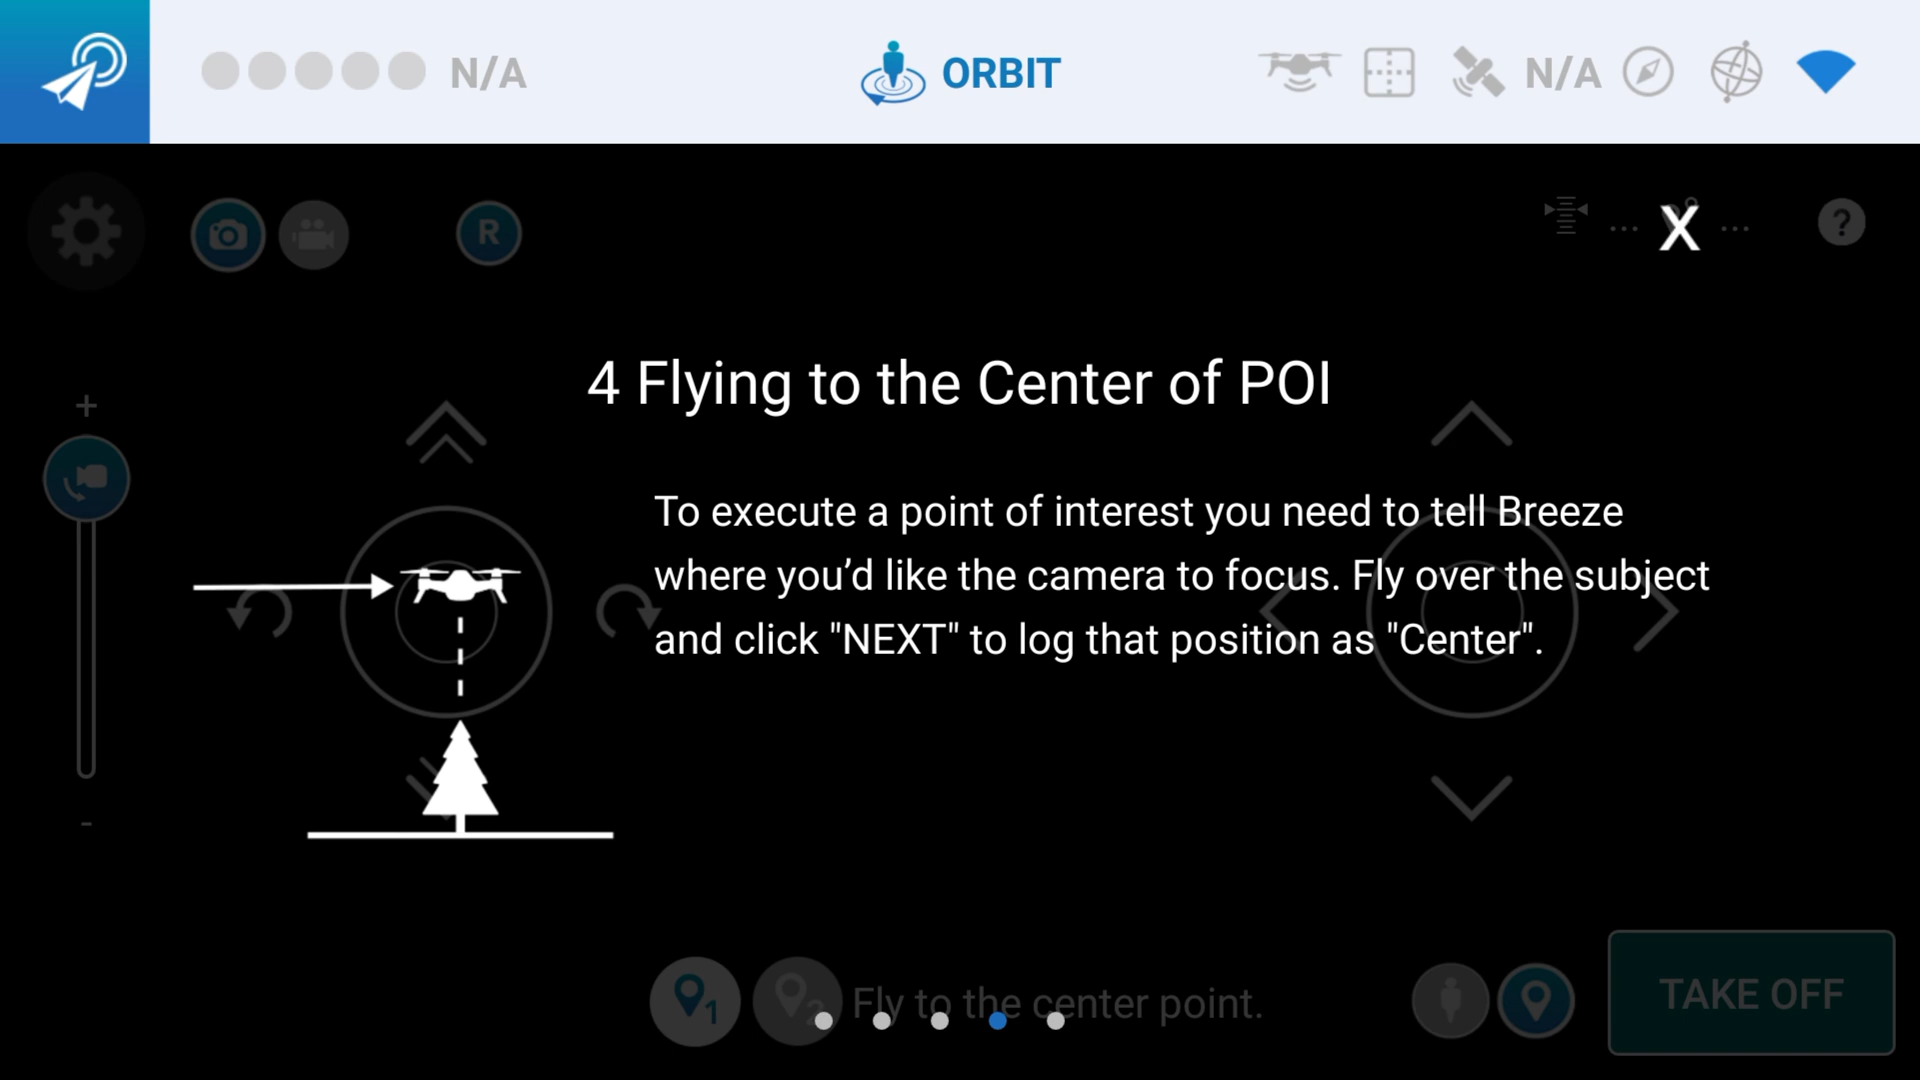 N/A
ORBIT
N/A
R
... X ...
?
4 Flying to the Center of POI
+
To execute a point of interest you need to tell Breeze
where you’d like the camera to focus. Fly over the subject
and click "NEXT" to log that position as "Center".
-
1
2
Fly to the center point.
TAKE OFF